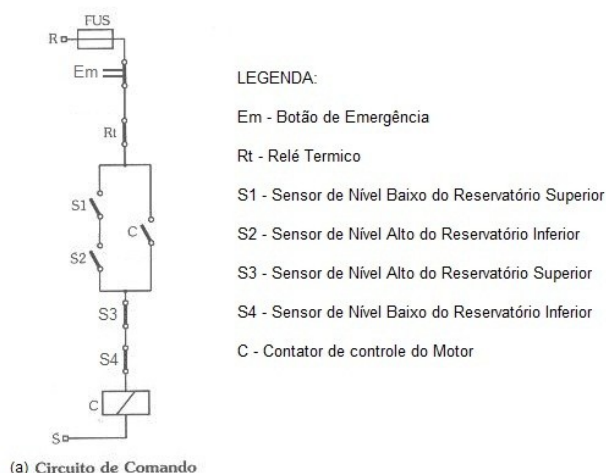 FUS
R
Em
Rt
S1
C
S2
S3
S4
C
S
(a) Circuito de Comando
LEGENDA:
Em - Botão de Emergência
Rt - Relé Termico
S1 - Sensor de Nível Baixo do Reservatório Superior
S2 - Sensor de Nível Alto do Reservatório Inferior
S3 - Sensor de Nível Alto do Reservatório Superior
S4 - Sensor de Nível Baixo do Reservatório Inferior
C - Contator de controle do Motor